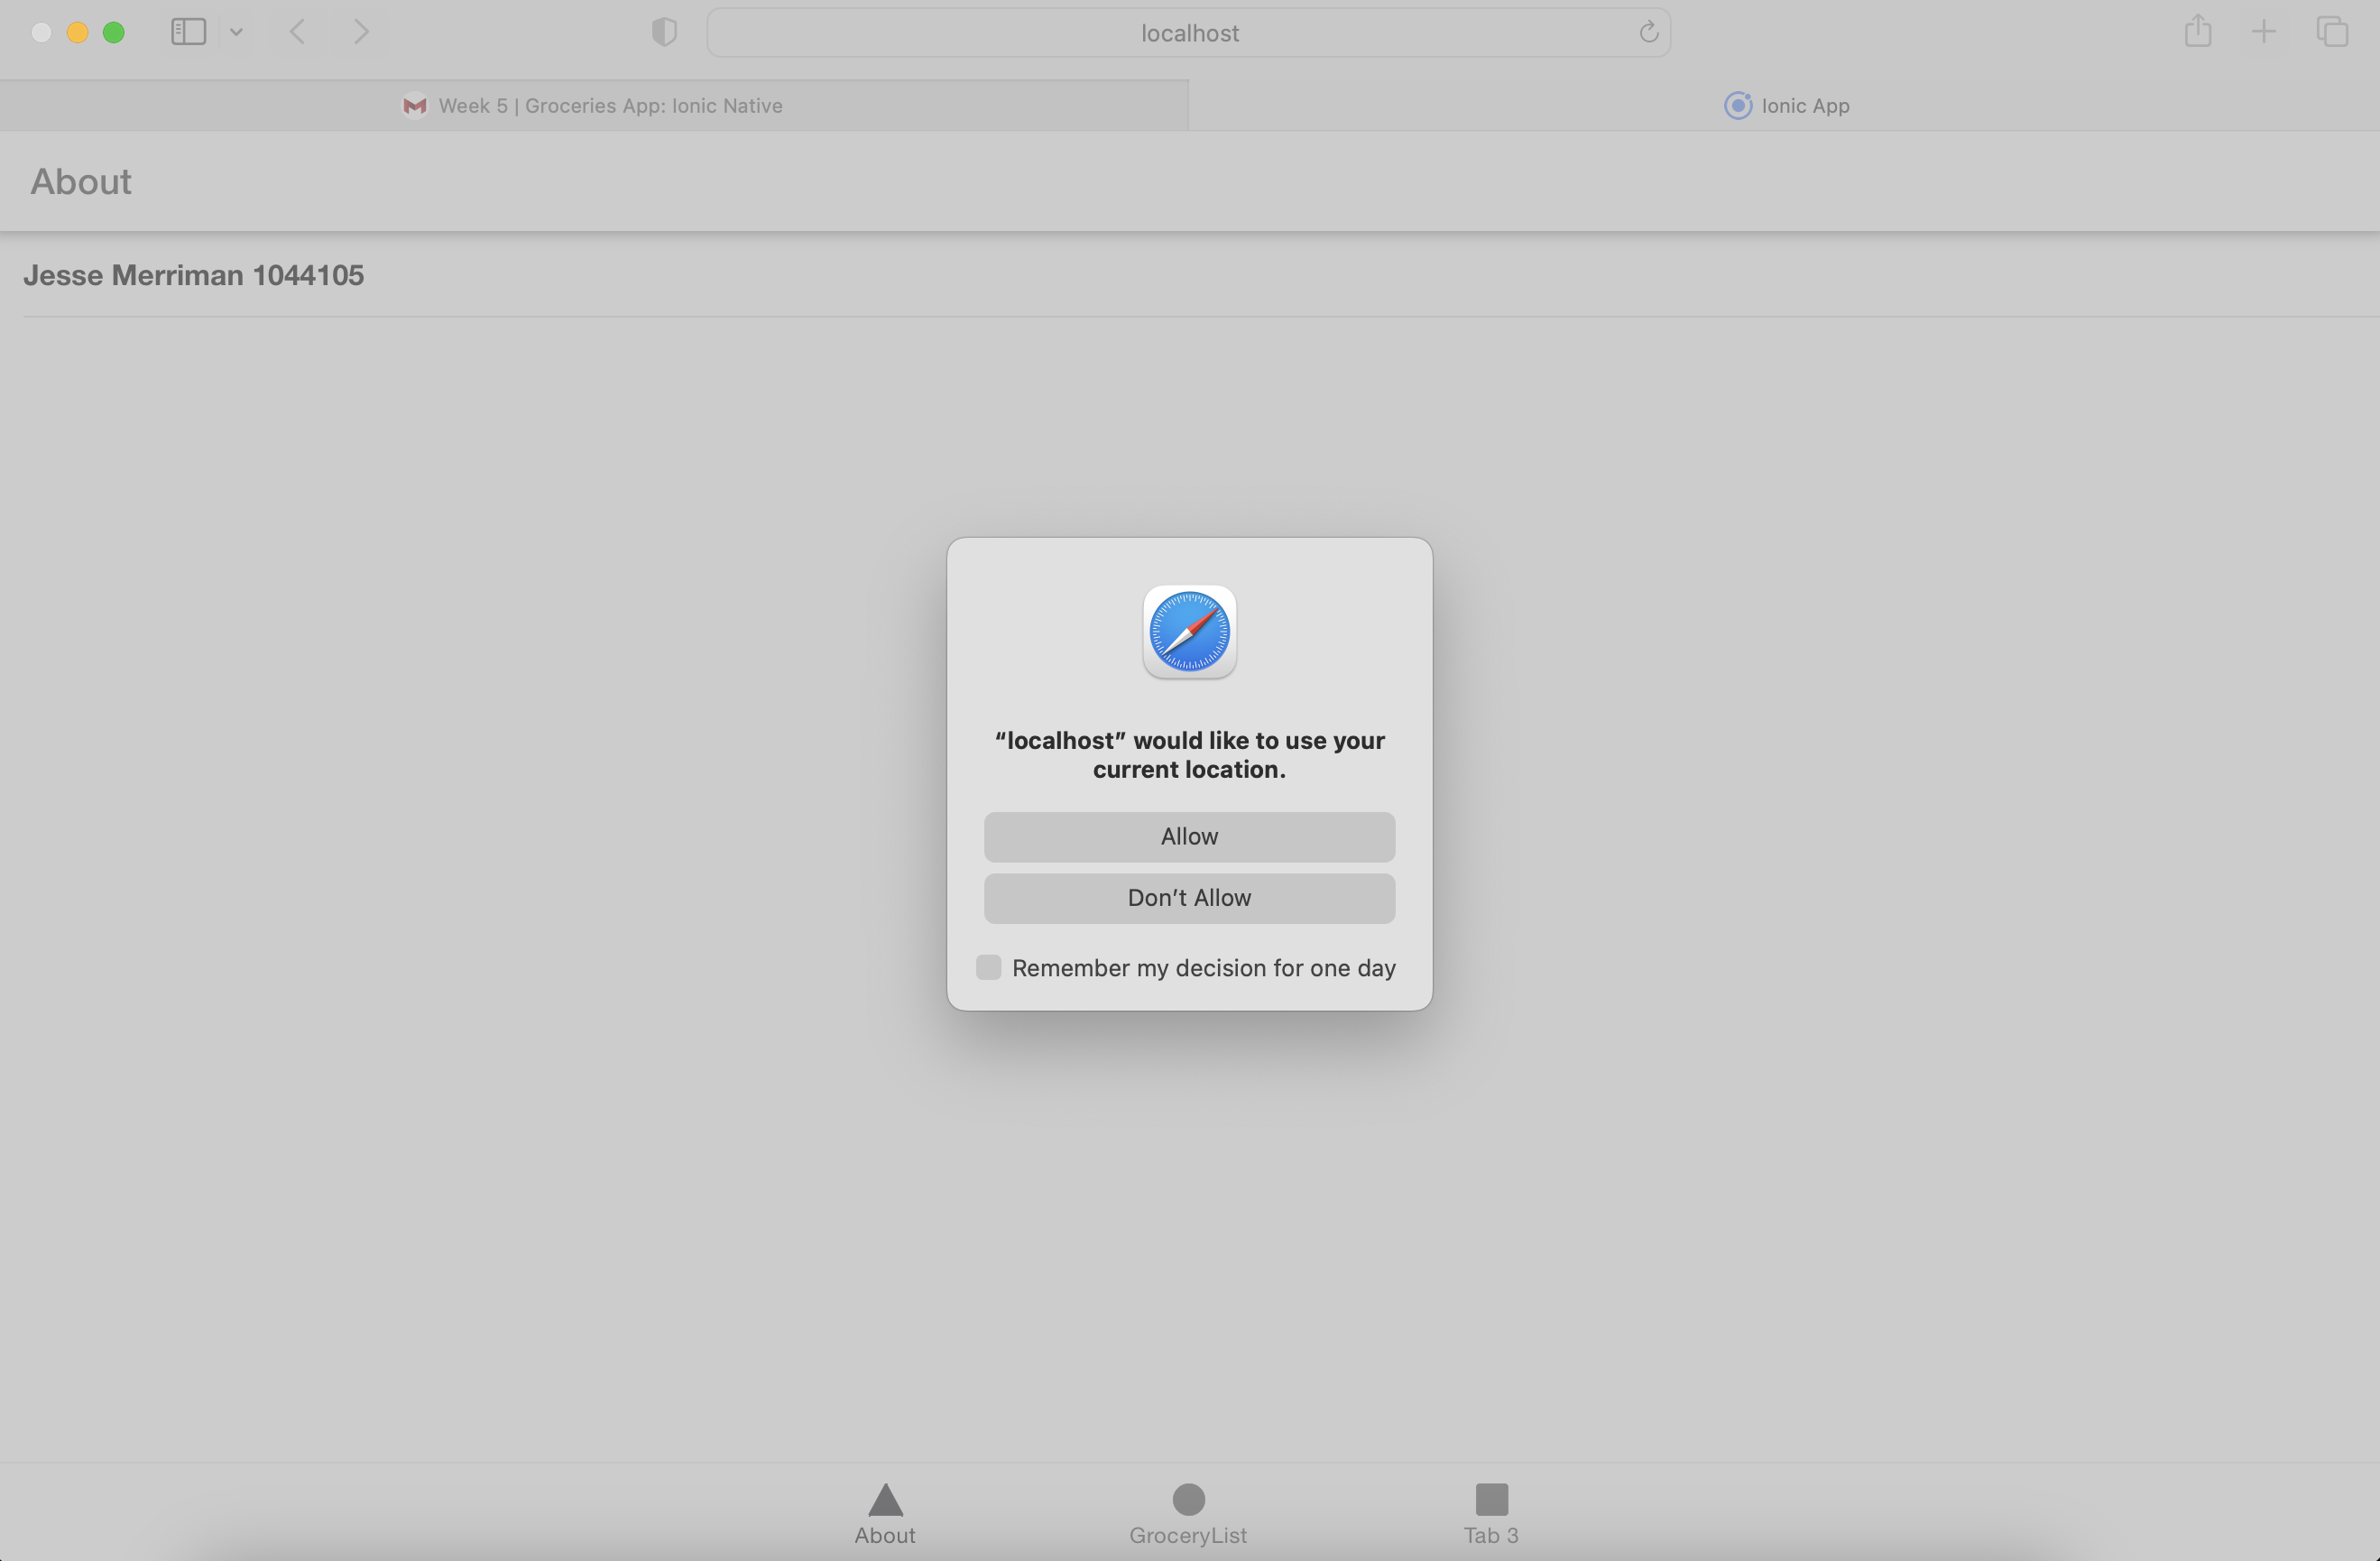 localhost
Week 5 | Groceries App: Ionic Native
Ionic App
About
Jesse Merriman 1044105
“localhost” would like to use your
current location.
Allow
Don’t Allow
Remember my decision for one day
About
GroceryList
Tab 3